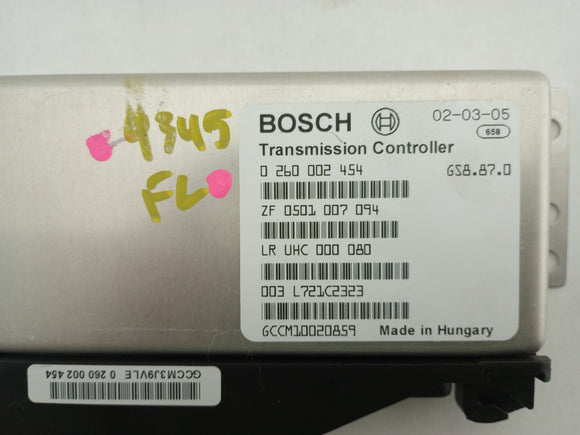 4345
FL
BOSCH 02-03-05
658
Transmission Controller
0 260 002 454 GS8.87.0
ZF 0501 007 094
LR UHC 000 080
003 L721C2323
GCCM10020859 Made in Hungary
GCCM3J9VLE 0 260 002 454